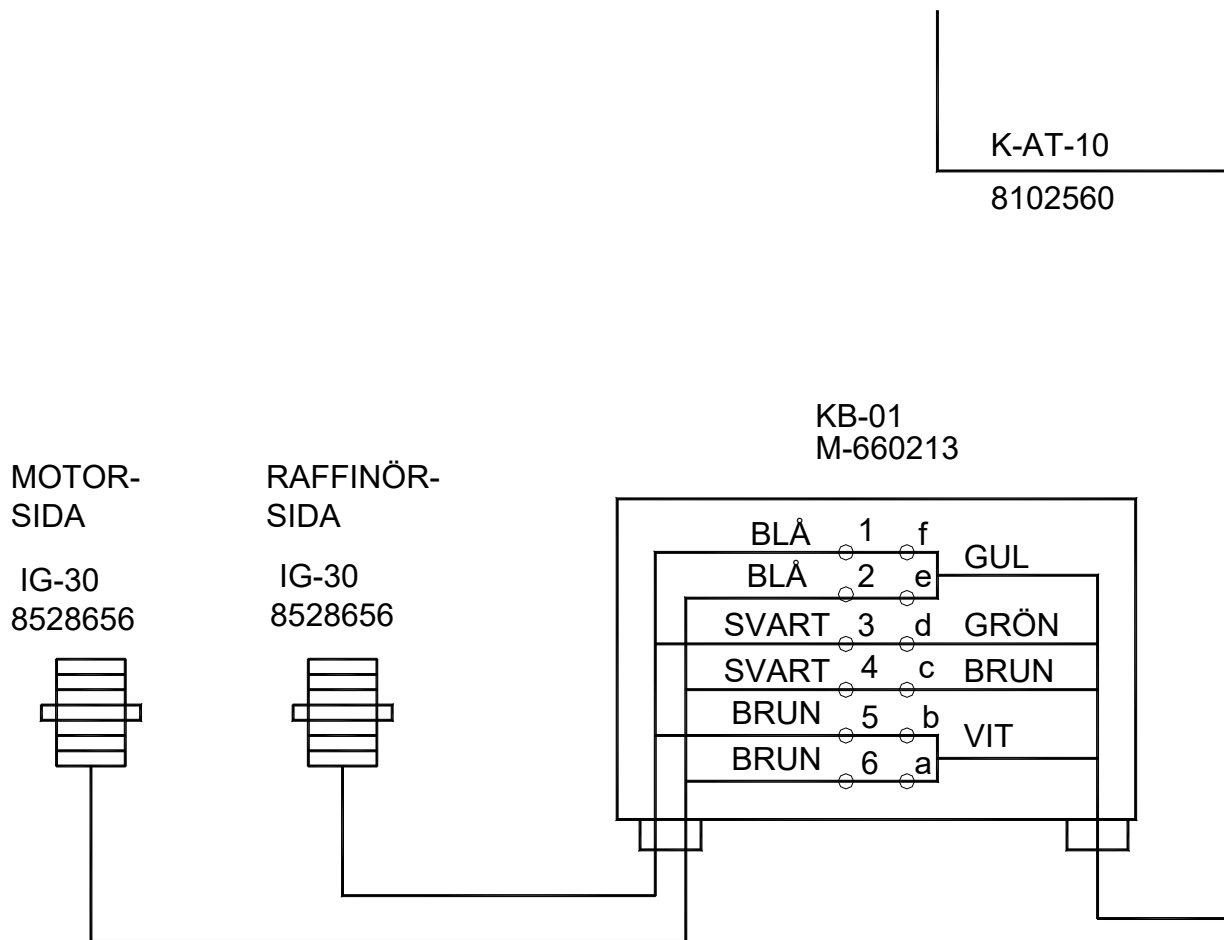 K-AT-10
8102560
KB-01
M-660213
MOTOR-
SIDA
RAFFINÖR-
SIDA
IG-30
8528656
IG-30
8528656
BLÅ 1 f GUL
BLÅ 2 e
SVART 3 d GRÖN
SVART 4 c BRUN
BRUN 5 b VIT
BRUN 6 a